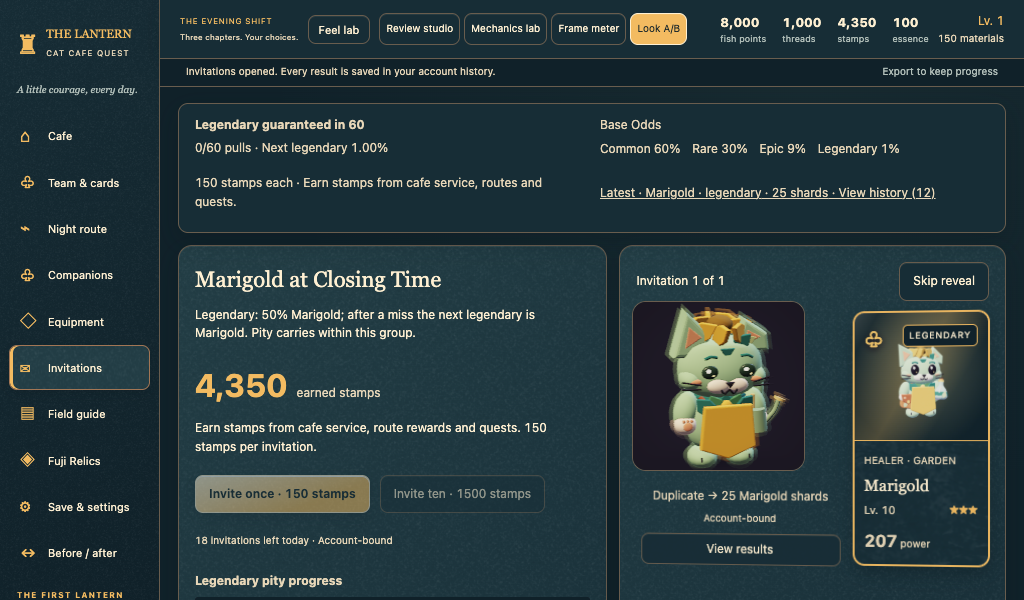 THE LANTERN
CAT CAFE QUEST
A little courage, every day.
Cafe
Team & cards
Night route
Companions
Equipment
Invitations
Field guide
Fuji Relics
Save & settings
Before / after
THE FIRST LANTERN
THE EVENING SHIFT
Three chapters. Your choices.
Feel lab
Review studio
Mechanics lab
Frame meter
Look A/B
8,000
fish points
1,000
threads
4,350
stamps
100
essence
Lv. 1
150 materials
Invitations opened. Every result is saved in your account history.
Export to keep progress
Legendary guaranteed in 60
0/60 pulls · Next legendary 1.00%
150 stamps each · Earn stamps from cafe service, routes and
quests.
Base Odds
Common 60% Rare 30% Epic 9% Legendary 1%
Latest · Marigold · legendary · 25 shards · View history (12)
Marigold at Closing Time
Legendary: 50% Marigold; after a miss the next legendary is
Marigold. Pity carries within this group.
4,350 earned stamps
Earn stamps from cafe service, route rewards and quests. 150
stamps per invitation.
Invite once · 150 stamps
Invite ten · 1500 stamps
18 invitations left today · Account-bound
Legendary pity progress
Invitation 1 of 1
Skip reveal
Duplicate → 25 Marigold shards
Account-bound
View results
LEGENDARY
HEALER · GARDEN
Marigold
Lv. 10 ★★★
207 power